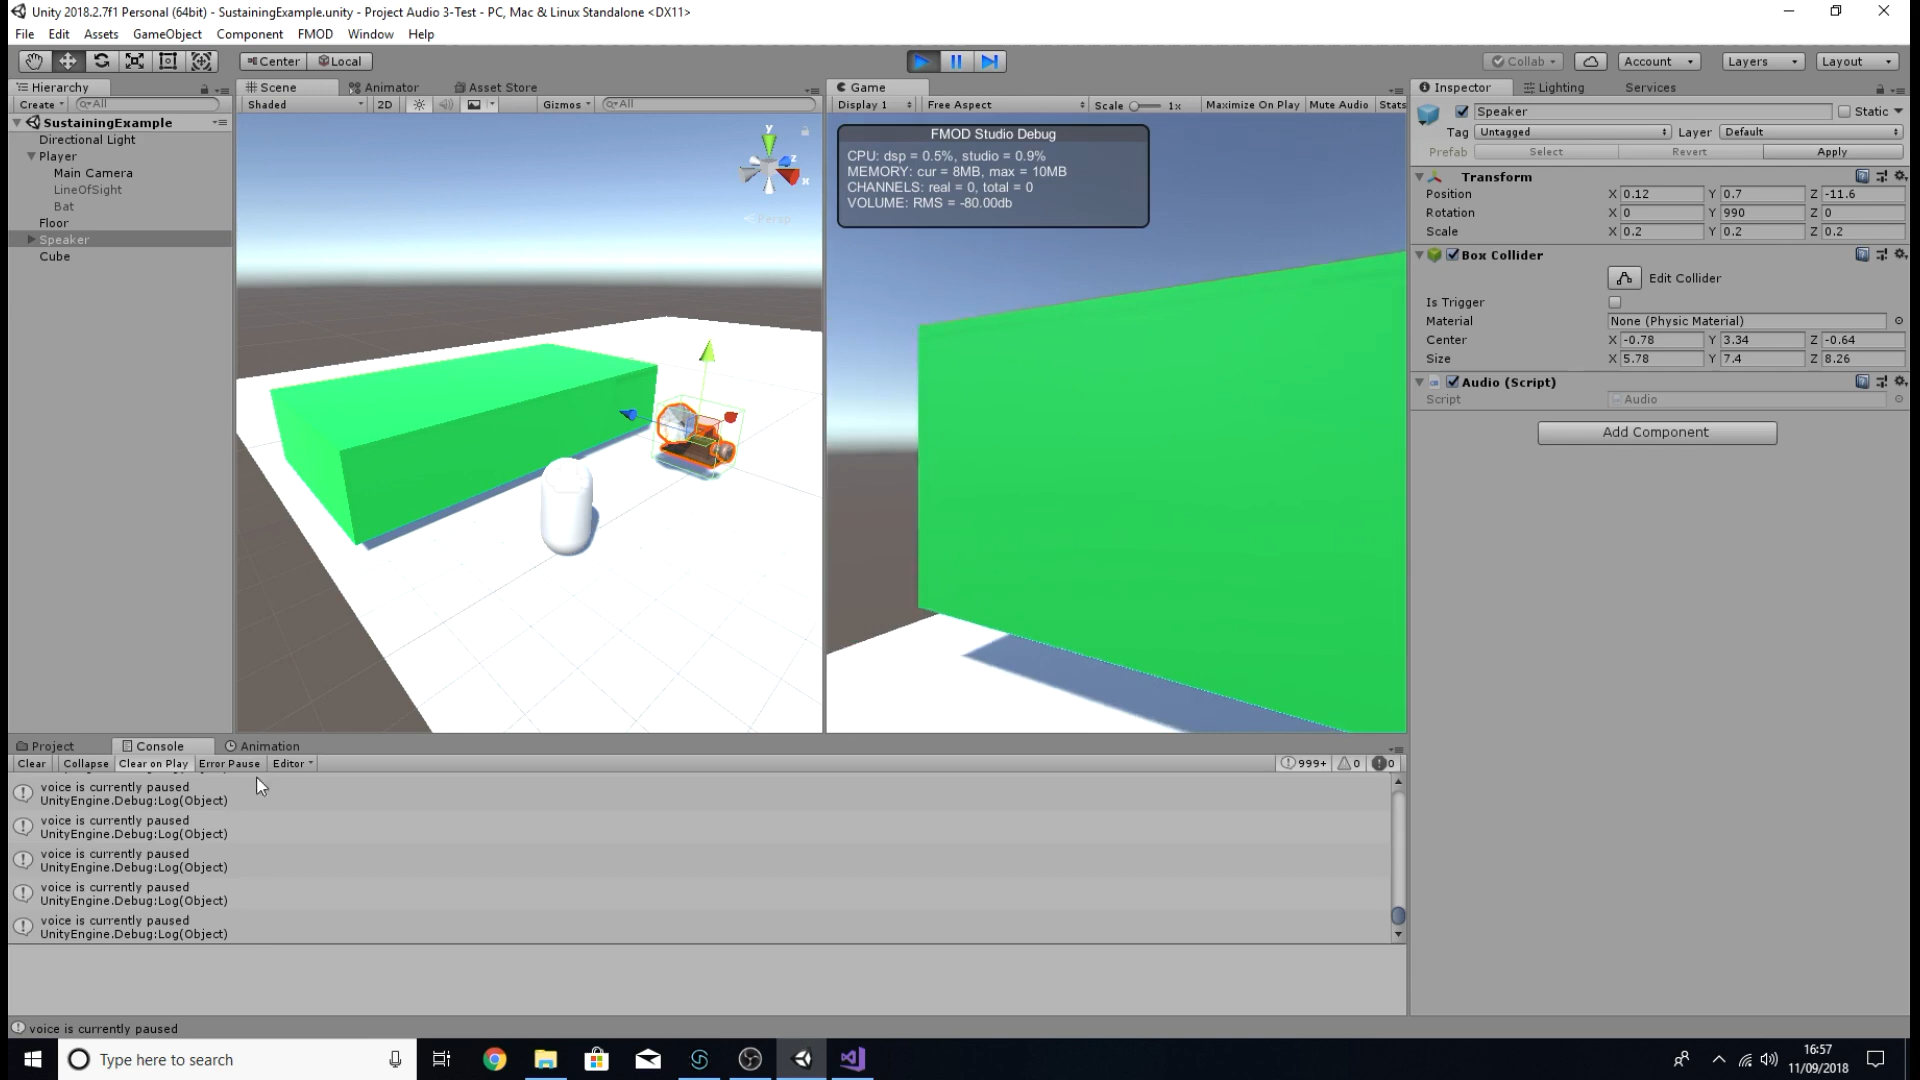 Unity 2018.2.7f1 Personal (64bit) - SustainingExample.unity - Project Audio 3-Test - PC, Mac & Linux Standalone <DX11>
File Edit Assets GameObject Component FMOD Window Help
Center Local Collab Account Layers Layout
Hierarchy
Create All
SustainingExample
Directional Light
Player
Main Camera
LineOfSight
Bat
Floor
Speaker
Cube
Scene Animator Asset Store
Shaded 2D Gizmos All
y
z
x
Persp
Game
Display 1 Free Aspect Scale 1x Maximize On Play Mute Audio Stats
FMOD Studio Debug
CPU: dsp = 0.5%, studio = 0.9%
MEMORY: cur = 8MB, max = 10MB
CHANNELS: real = 0, total = 0
VOLUME: RMS = -80.00db
Inspector Lighting Services
Speaker Static
Tag Untagged Layer Default
Prefab Select Revert Apply
Transform
Position X 0.12 Y 0.7 Z -11.6
Rotation X 0 Y 990 Z 0
Scale X 0.2 Y 0.2 Z 0.2
Box Collider
Edit Collider
Is Trigger
Material None (Physic Material)
Center X -0.78 Y 3.34 Z -0.64
Size X 5.78 Y 7.4 Z 8.26
Audio (Script)
Script Audio
Add Component
Project Console Animation
Clear Collapse Clear on Play Error Pause Editor 999+ 0 0
voice is currently paused
UnityEngine.Debug:Log(Object)
voice is currently paused
UnityEngine.Debug:Log(Object)
voice is currently paused
UnityEngine.Debug:Log(Object)
voice is currently paused
UnityEngine.Debug:Log(Object)
voice is currently paused
UnityEngine.Debug:Log(Object)
voice is currently paused
Type here to search
16:57
11/09/2018